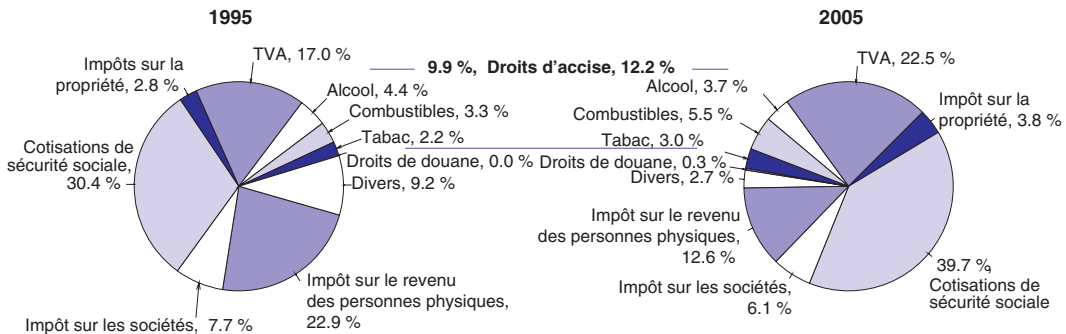 1995
2005
TVA, 17.0 %
Impôts sur la
propriété, 2.8 %
9.9 %, Droits d'accise, 12.2 %
Alcool, 4.4 %
Combustibles, 3.3 %
Tabac, 2.2 %
Droits de douane, 0.0 %
Divers, 9.2 %
Cotisations de
sécurité sociale,
30.4 %
Impôt sur le revenu
des personnes physiques,
22.9 %
Impôt sur les sociétés, 7.7 %
TVA, 22.5 %
Alcool, 3.7 %
Combustibles, 5.5 %
Tabac, 3.0 %
Droits de douane, 0.3 %
Divers, 2.7 %
Impôt sur la
propriété, 3.8 %
Impôt sur le revenu
des personnes physiques,
12.6 %
Impôt sur les sociétés,
6.1 %
39.7 %,
Cotisations de
sécurité sociale